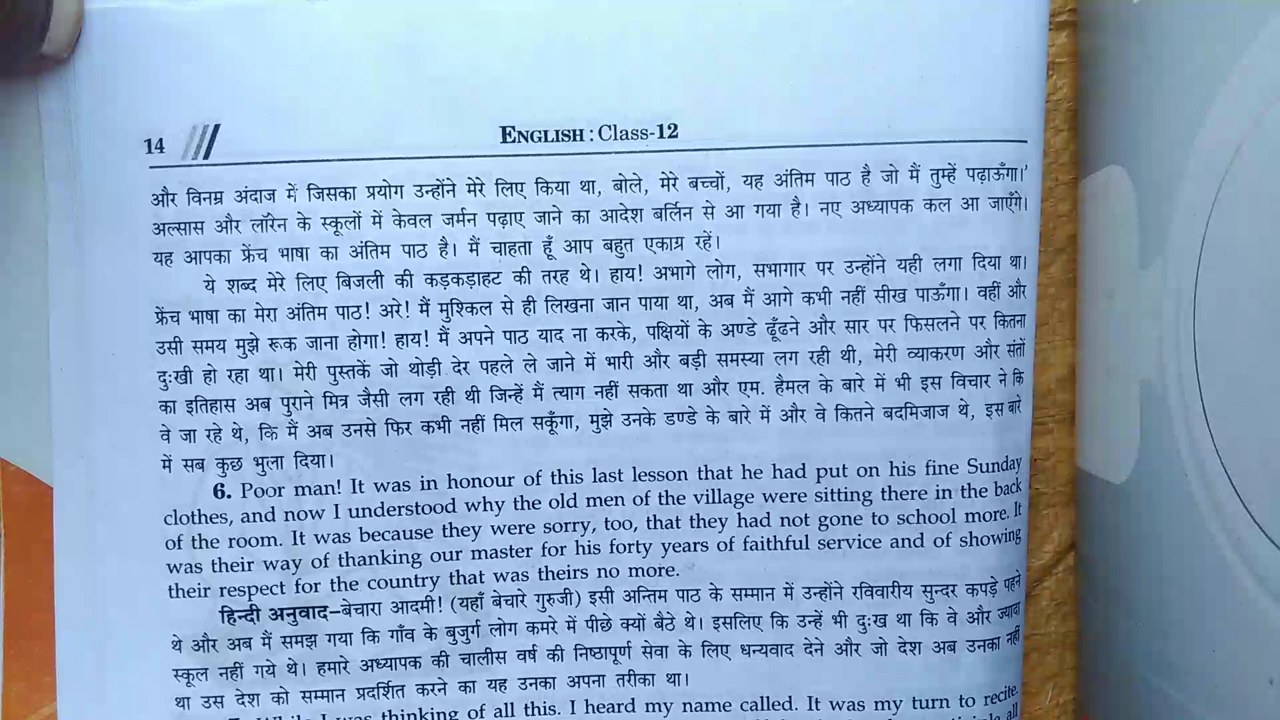 14
ENGLISH : Class-12
और विनम्र अंदाज में जिसका प्रयोग उन्होंने मेरे लिए किया था, बोले, मेरे बच्चों, यह अंतिम पाठ है जो मैं तुम्हें पढ़ाऊँगा।'
अल्सास और लॉरेन के स्कूलों में केवल जर्मन पढ़ाए जाने का आदेश बर्लिन से आ गया है। नए अध्यापक कल आ जाएँगे।
यह आपका फ्रेंच भाषा का अंतिम पाठ है। मैं चाहता हूँ आप बहुत एकाग्र रहें।
ये शब्द मेरे लिए बिजली की कड़कड़ाहट की तरह थे। हाय! अभागे लोग, सभागार पर उन्होंने यही लगा दिया था।
फ्रेंच भाषा का मेरा अंतिम पाठ! अरे! मैं मुश्किल से ही लिखना जान पाया था, अब मैं आगे कभी नहीं सीख पाऊँगा। वहीं और
उसी समय मुझे रूक जाना होगा! हाय! मैं अपने पाठ याद ना करके, पक्षियों के अण्डे ढूँढने और सार पर फिसलने पर कितना
दुःखी हो रहा था। मेरी पुस्तकें जो थोड़ी देर पहले ले जाने में भारी और बड़ी समस्या लग रही थी, मेरी व्याकरण और संतों
का इतिहास अब पुराने मित्र जैसी लग रही थी जिन्हें मैं त्याग नहीं सकता था और एम. हैमल के बारे में भी इस विचार ने कि
वे जा रहे थे, कि मैं अब उनसे फिर कभी नहीं मिल सकूँगा, मुझे उनके डण्डे के बारे में और वे कितने बदमिजाज थे, इस बारे
में सब कुछ भुला दिया।
6. Poor man! It was in honour of this last lesson that he had put on his fine Sunday
clothes, and now I understood why the old men of the village were sitting there in the back
of the room. It was because they were sorry, too, that they had not gone to school more. It
was their way of thanking our master for his forty years of faithful service and of showing
their respect for the country that was theirs no more.
हिन्दी अनुवाद–बेचारा आदमी! (यहाँ बेचारे गुरुजी) इसी अन्तिम पाठ के सम्मान में उन्होंने रविवारीय सुन्दर कपड़े पहने
थे और अब मैं समझ गया कि गाँव के बुजुर्ग लोग कमरे में पीछे क्यों बैठे थे। इसलिए कि उन्हें भी दुःख था कि वे और ज्यादा
स्कूल नहीं गये थे। हमारे अध्यापक की चालीस वर्ष की निष्ठापूर्ण सेवा के लिए धन्यवाद देने और जो देश अब उनका नहीं
था उस देश को सम्मान प्रदर्शित करने का यह उनका अपना तरीका था।
While I was thinking of all this. I heard my name called. It was my turn to recite.